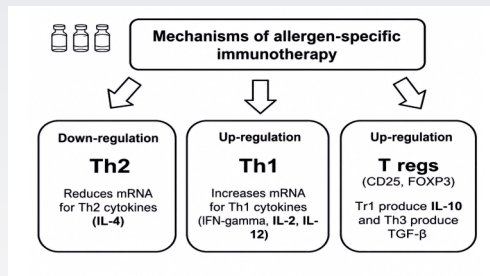 Mechanisms of allergen-specific
immunotherapy
Down-regulation
Th2
Reduces mRNA
for Th2 cytokines
(IL-4)
Up-regulation
Th1
Increases mRNA
for Th1 cytokines
(IFN-gamma, IL-2, IL-
12)
Up-regulation
T regs
(CD25, FOXP3)
Tr1 produce IL-10
and Th3 produce
TGF-β